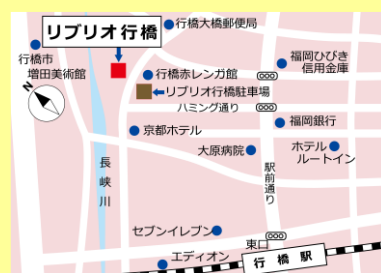 リブリオ行橋
行橋大橋郵便局
行橋市
増田美術館
N
行橋赤レンガ館
リブリオ行橋駐車場
福岡ひびき
信用金庫
ハミング通り
福岡銀行
京都ホテル
大原病院
ホテル
ルートイン
長峡川
駅前通り
セブンイレブン
東口
エディオン
行橋駅